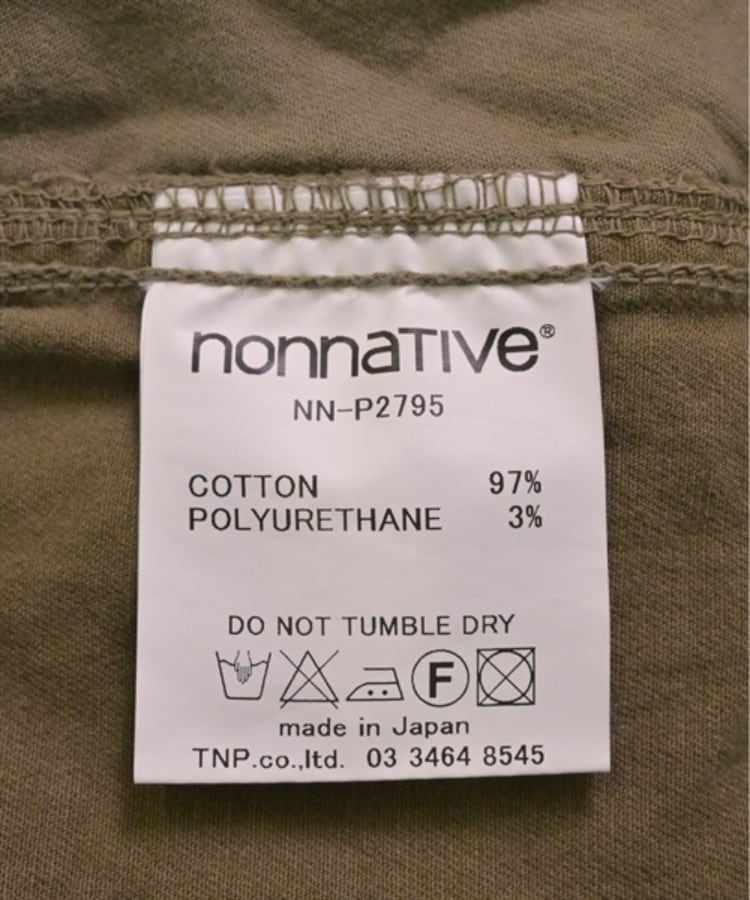 nonnative®
NN-P2795
COTTON 97%
POLYURETHANE 3%
DO NOT TUMBLE DRY
F
made in Japan
TNP.co.,ltd. 03 3464 8545